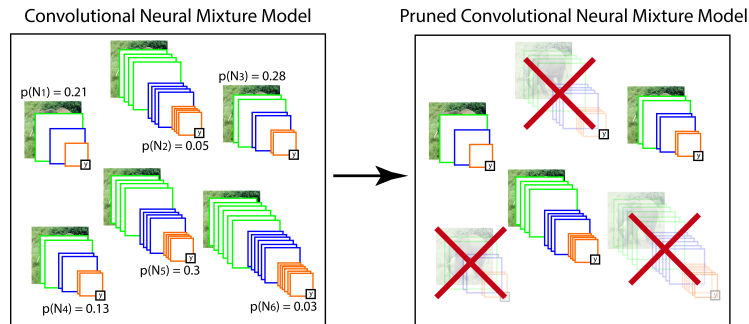 Convolutional Neural Mixture Model
Pruned Convolutional Neural Mixture Model
p(N1) = 0.21
y
p(N2) = 0.05
y
p(N3) = 0.28
y
p(N4) = 0.13
y
p(N5) = 0.3
y
p(N6) = 0.03
y
y
y
y
y
y
y